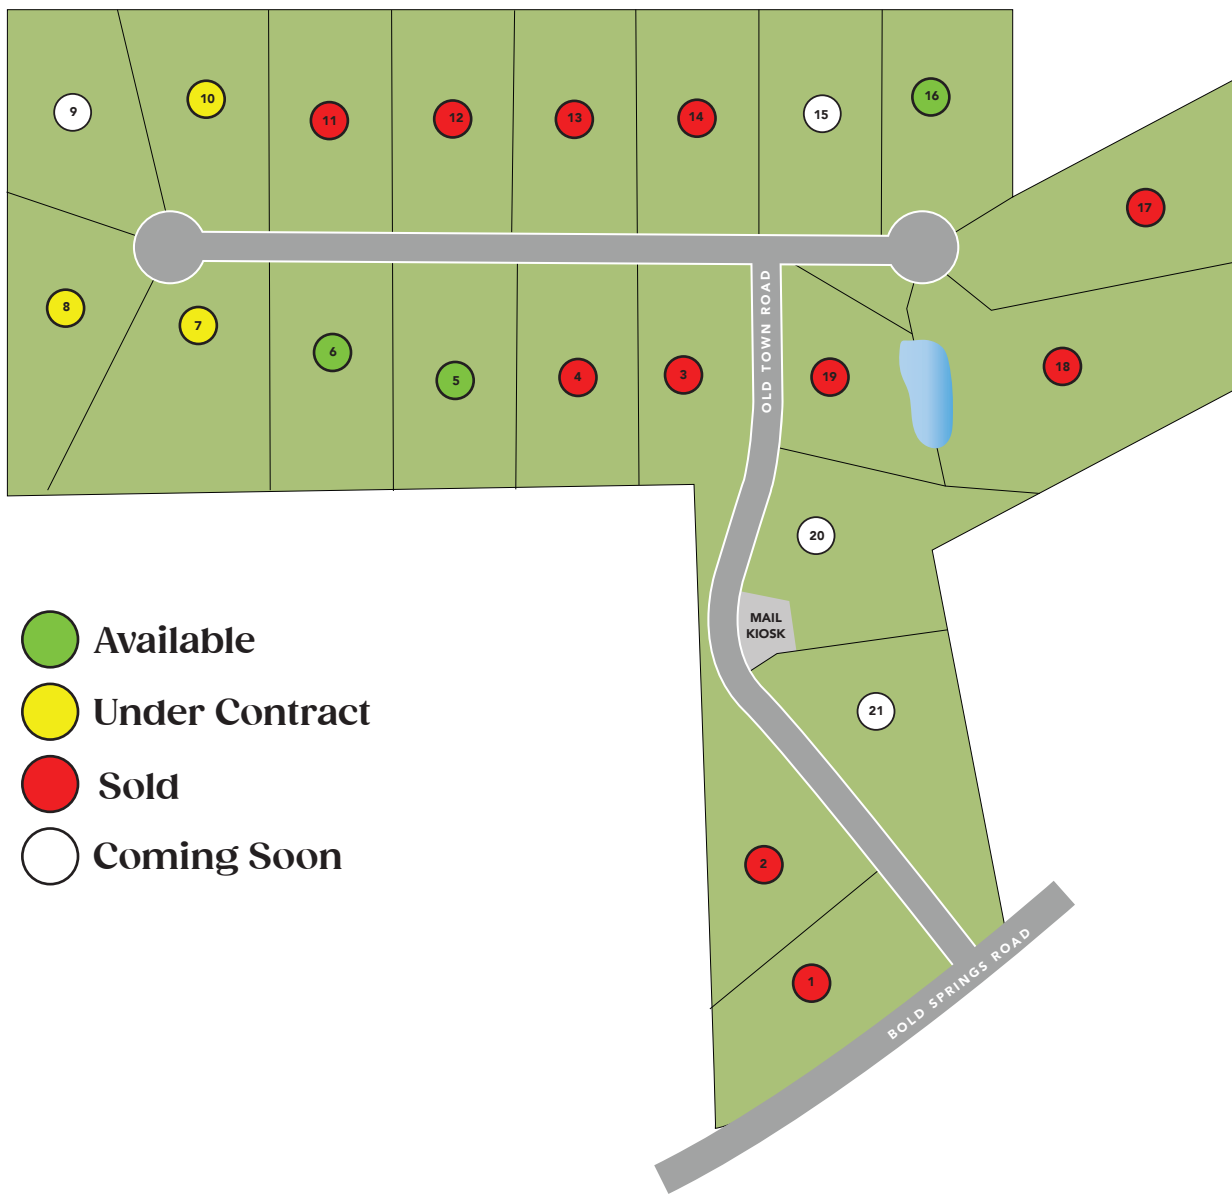 16
10
9
15
14
12
13
11
17
8
7
6
18
3
19
4
5
OLD TOWN ROAD
20
MAIL
KIOSK
Available
21
Under Contract
Sold
Coming Soon
2
1
BOLD SPRINGS ROAD